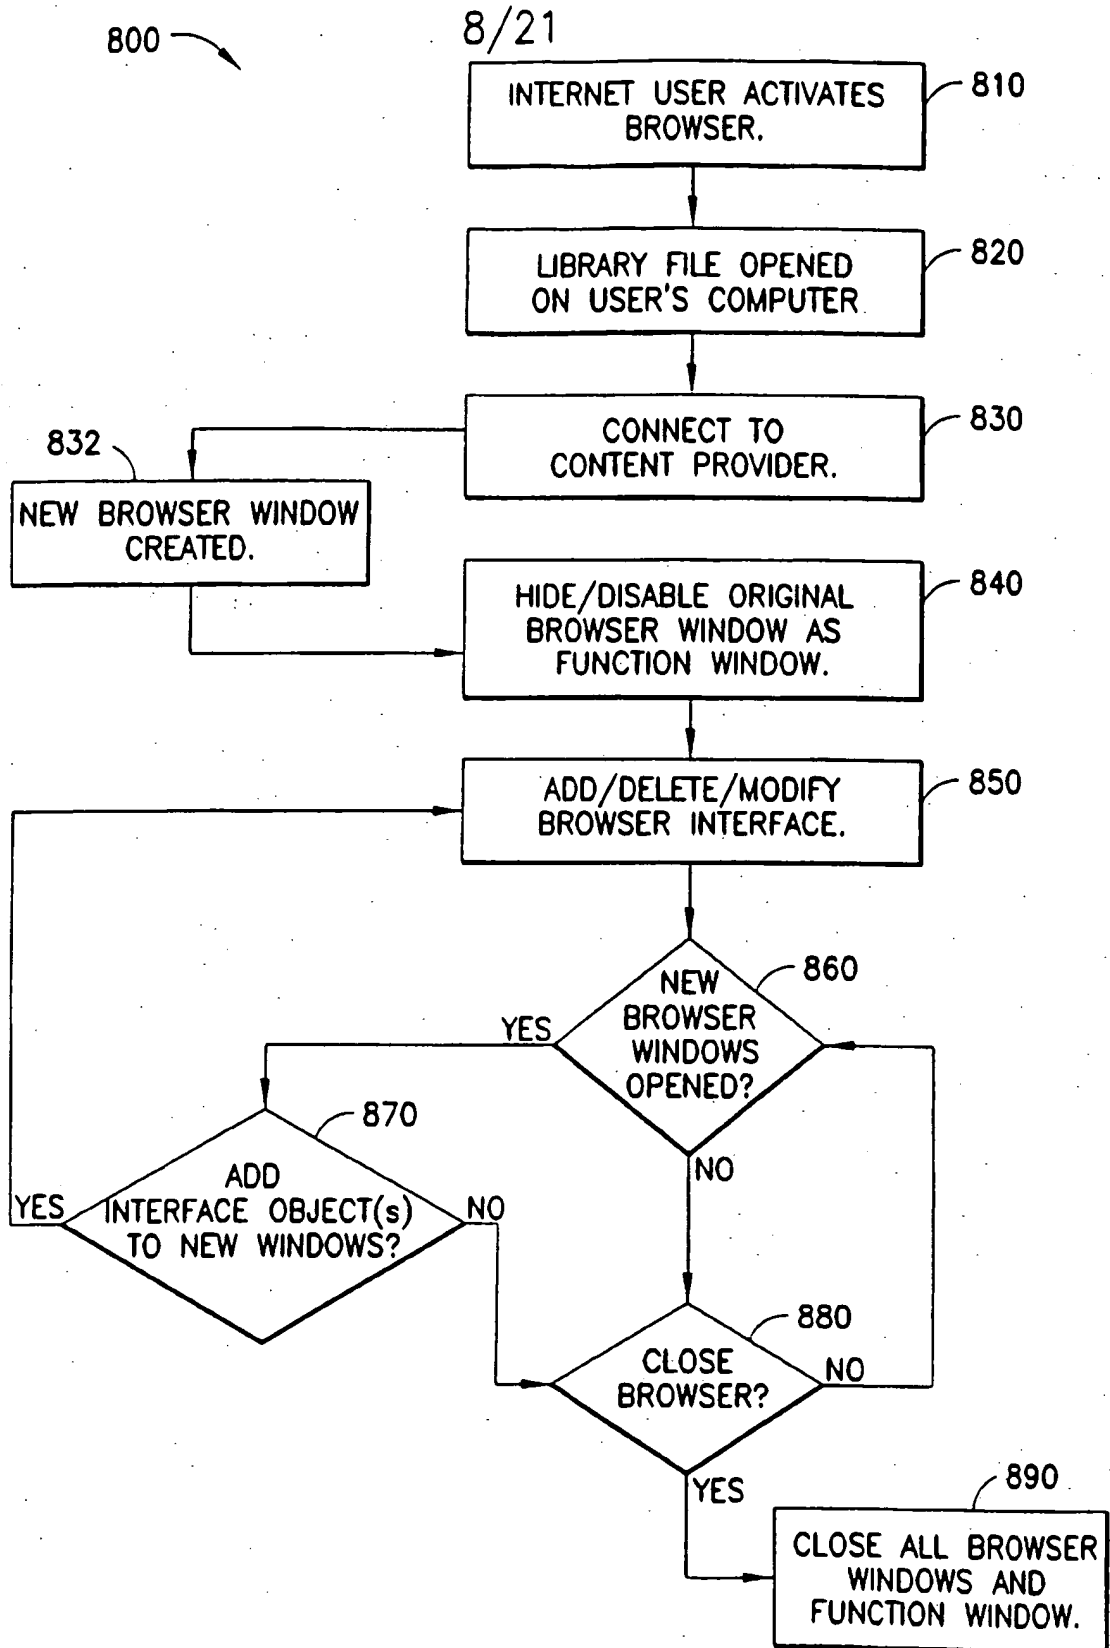 8/21
800
INTERNET USER ACTIVATES
BROWSER.
810
LIBRARY FILE OPENED
ON USER'S COMPUTER
820
CONNECT TO
CONTENT PROVIDER.
830
832
NEW BROWSER WINDOW
CREATED.
HIDE/DISABLE ORIGINAL
BROWSER WINDOW AS
FUNCTION WINDOW.
840
ADD/DELETE/MODIFY
BROWSER INTERFACE.
850
NEW
BROWSER
WINDOWS
OPENED?
860
YES
NO
870
ADD
INTERFACE OBJECT(s)
TO NEW WINDOWS?
YES
NO
880
CLOSE
BROWSER?
NO
YES
890
CLOSE ALL BROWSER
WINDOWS AND
FUNCTION WINDOW.